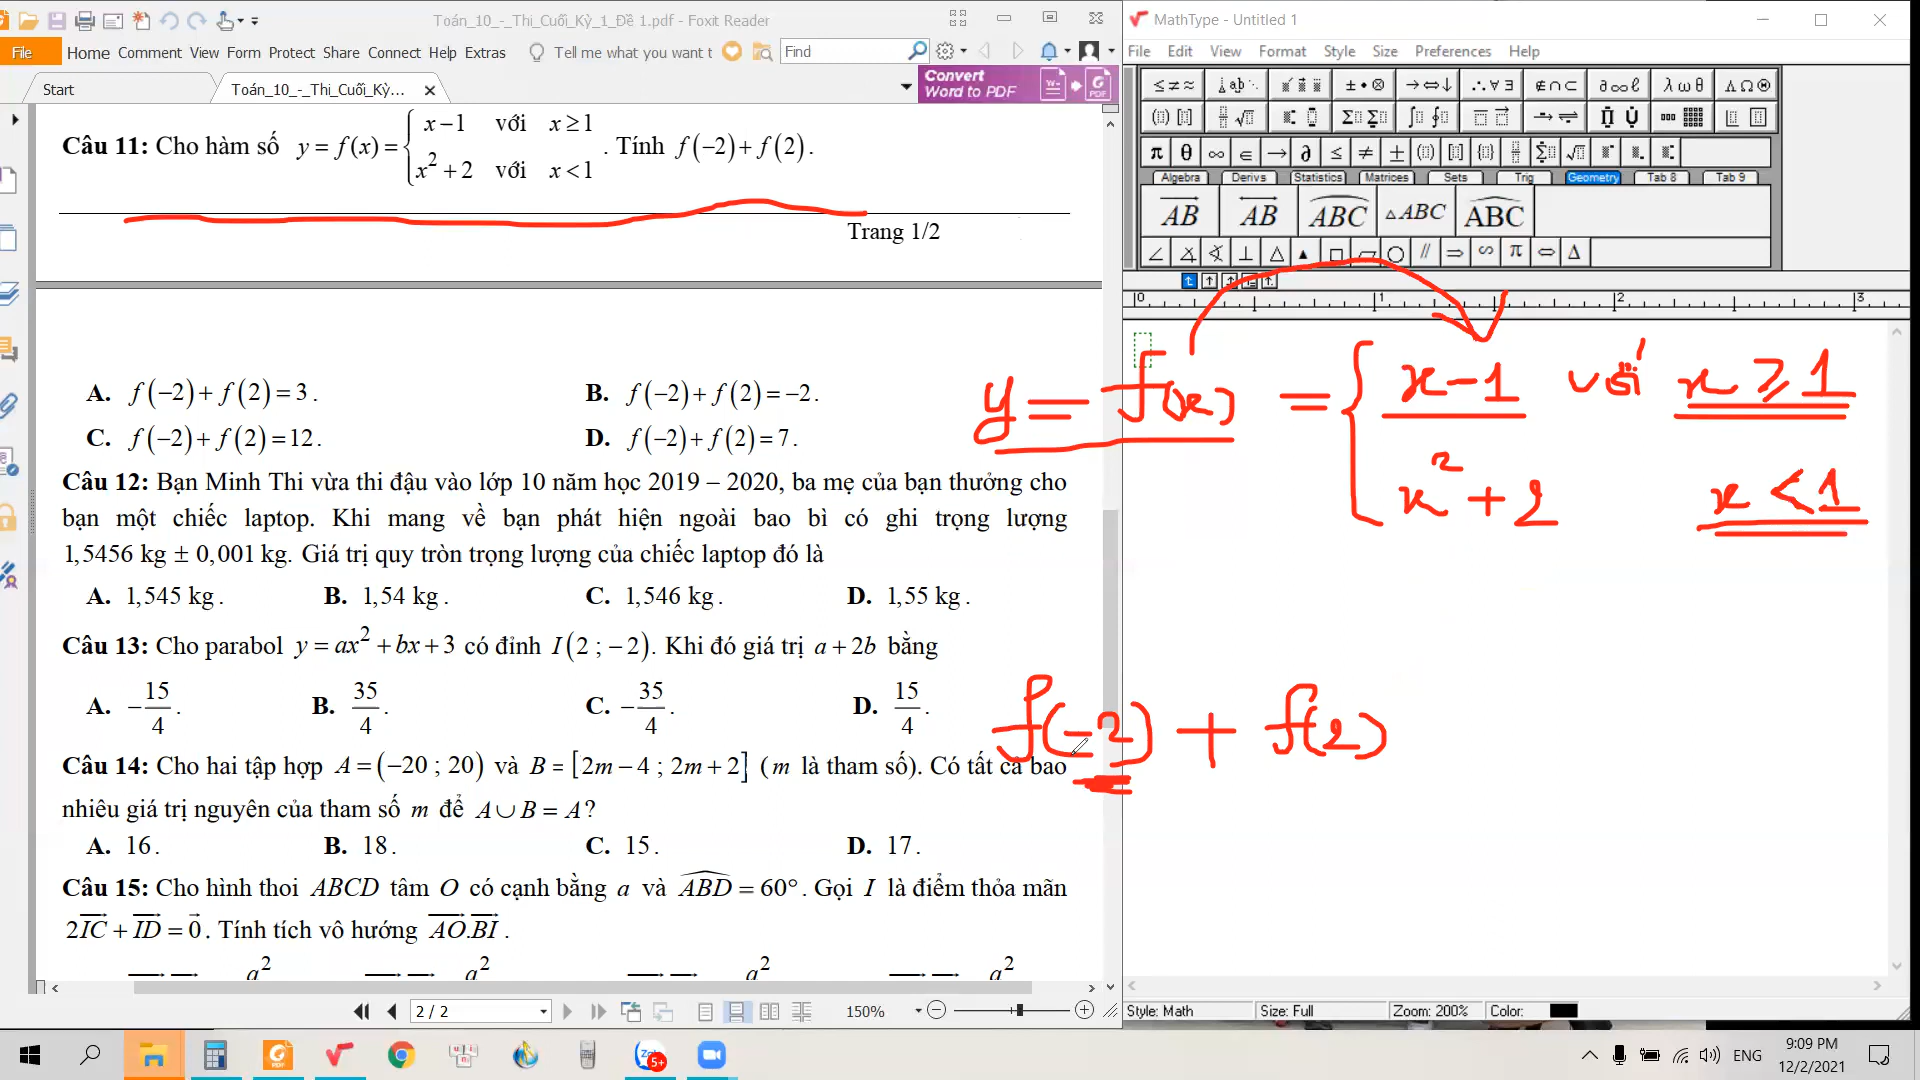 Toán_10_-_Thi_Cuối_Kỳ_1_Đề 1.pdf - Foxit Reader
File Home Comment View Form Protect Share Connect Help Extras Tell me what you want t Find
Start Toán_10_-_Thi_Cuối_Kỳ... Convert Word to PDF
Câu 11: Cho hàm số y = f(x) = { x − 1 với x ≥ 1
x² + 2 với x < 1 . Tính f(−2) + f(2).
Trang 1/2
A. f(−2) + f(2) = 3. B. f(−2) + f(2) = −2.
C. f(−2) + f(2) = 12. D. f(−2) + f(2) = 7.
Câu 12: Bạn Minh Thi vừa thi đậu vào lớp 10 năm học 2019 – 2020, ba mẹ của bạn thưởng cho
bạn một chiếc laptop. Khi mang về bạn phát hiện ngoài bao bì có ghi trọng lượng
1,5456 kg ± 0,001 kg. Giá trị quy tròn trọng lượng của chiếc laptop đó là
A. 1,545 kg. B. 1,54 kg. C. 1,546 kg. D. 1,55 kg.
Câu 13: Cho parabol y = ax² + bx + 3 có đỉnh I(2 ; −2). Khi đó giá trị a + 2b bằng
A. −15/4. B. 35/4. C. −35/4. D. 15/4.
Câu 14: Cho hai tập hợp A = (−20 ; 20) và B = [2m − 4 ; 2m + 2] (m là tham số). Có tất cả bao
nhiêu giá trị nguyên của tham số m để A ∪ B = A?
A. 16. B. 18. C. 15. D. 17.
Câu 15: Cho hình thoi ABCD tâm O có cạnh bằng a và ABD = 60°. Gọi I là điểm thỏa mãn
2IC + ID = 0. Tính tích vô hướng AO.BI.
a² a² a² a²
2 / 2 150%
MathType - Untitled 1
File Edit View Format Style Size Preferences Help
Algebra Derivs Statistics Matrices Sets Trig Geometry Tab 8 Tab 9
AB AB ABC △ABC ABC
0 1 2 3
y = f(x) = { x − 1 với x ≥ 1
x² + 2 x < 1
f(−2) + f(2)
Style: Math Size: Full Zoom: 200% Color:
ENG 9:09 PM
12/2/2021